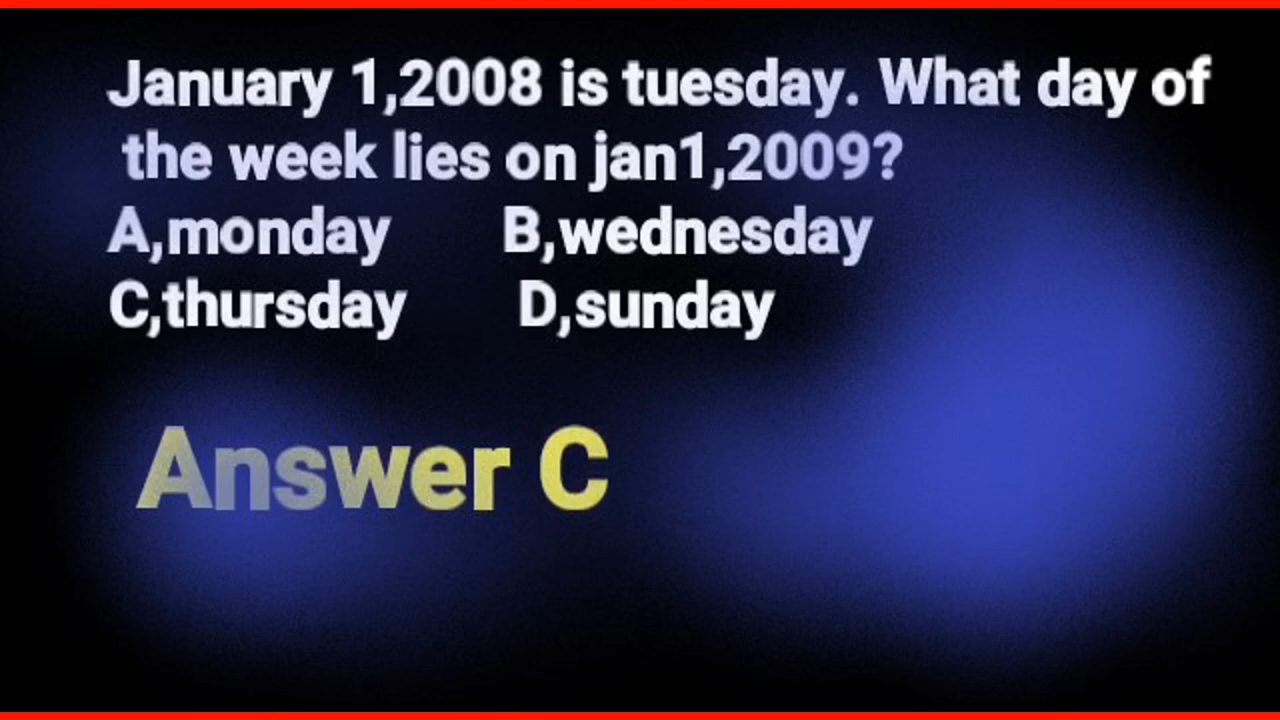 January 1,2008 is tuesday. What day of
the week lies on jan1,2009?
A,monday B,wednesday
C,thursday D,sunday
Answer C